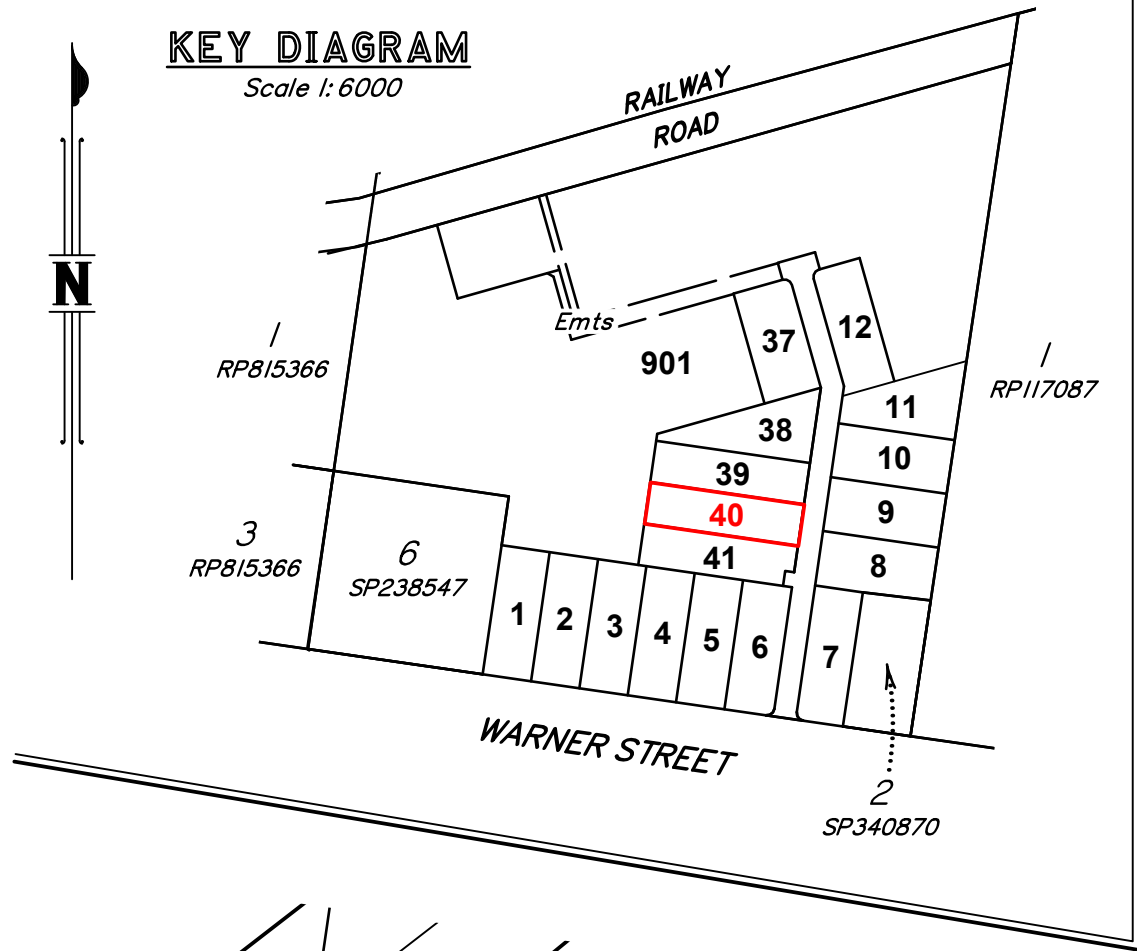 KEY DIAGRAM
Scale 1:6000
N
RAILWAY
ROAD
Emts
901
37
12
1
RP815366
1
RP117087
38
11
39
10
40
9
41
8
3
RP815366
6
SP238547
1
2
3
4
5
6
7
WARNER STREET
2
SP340870